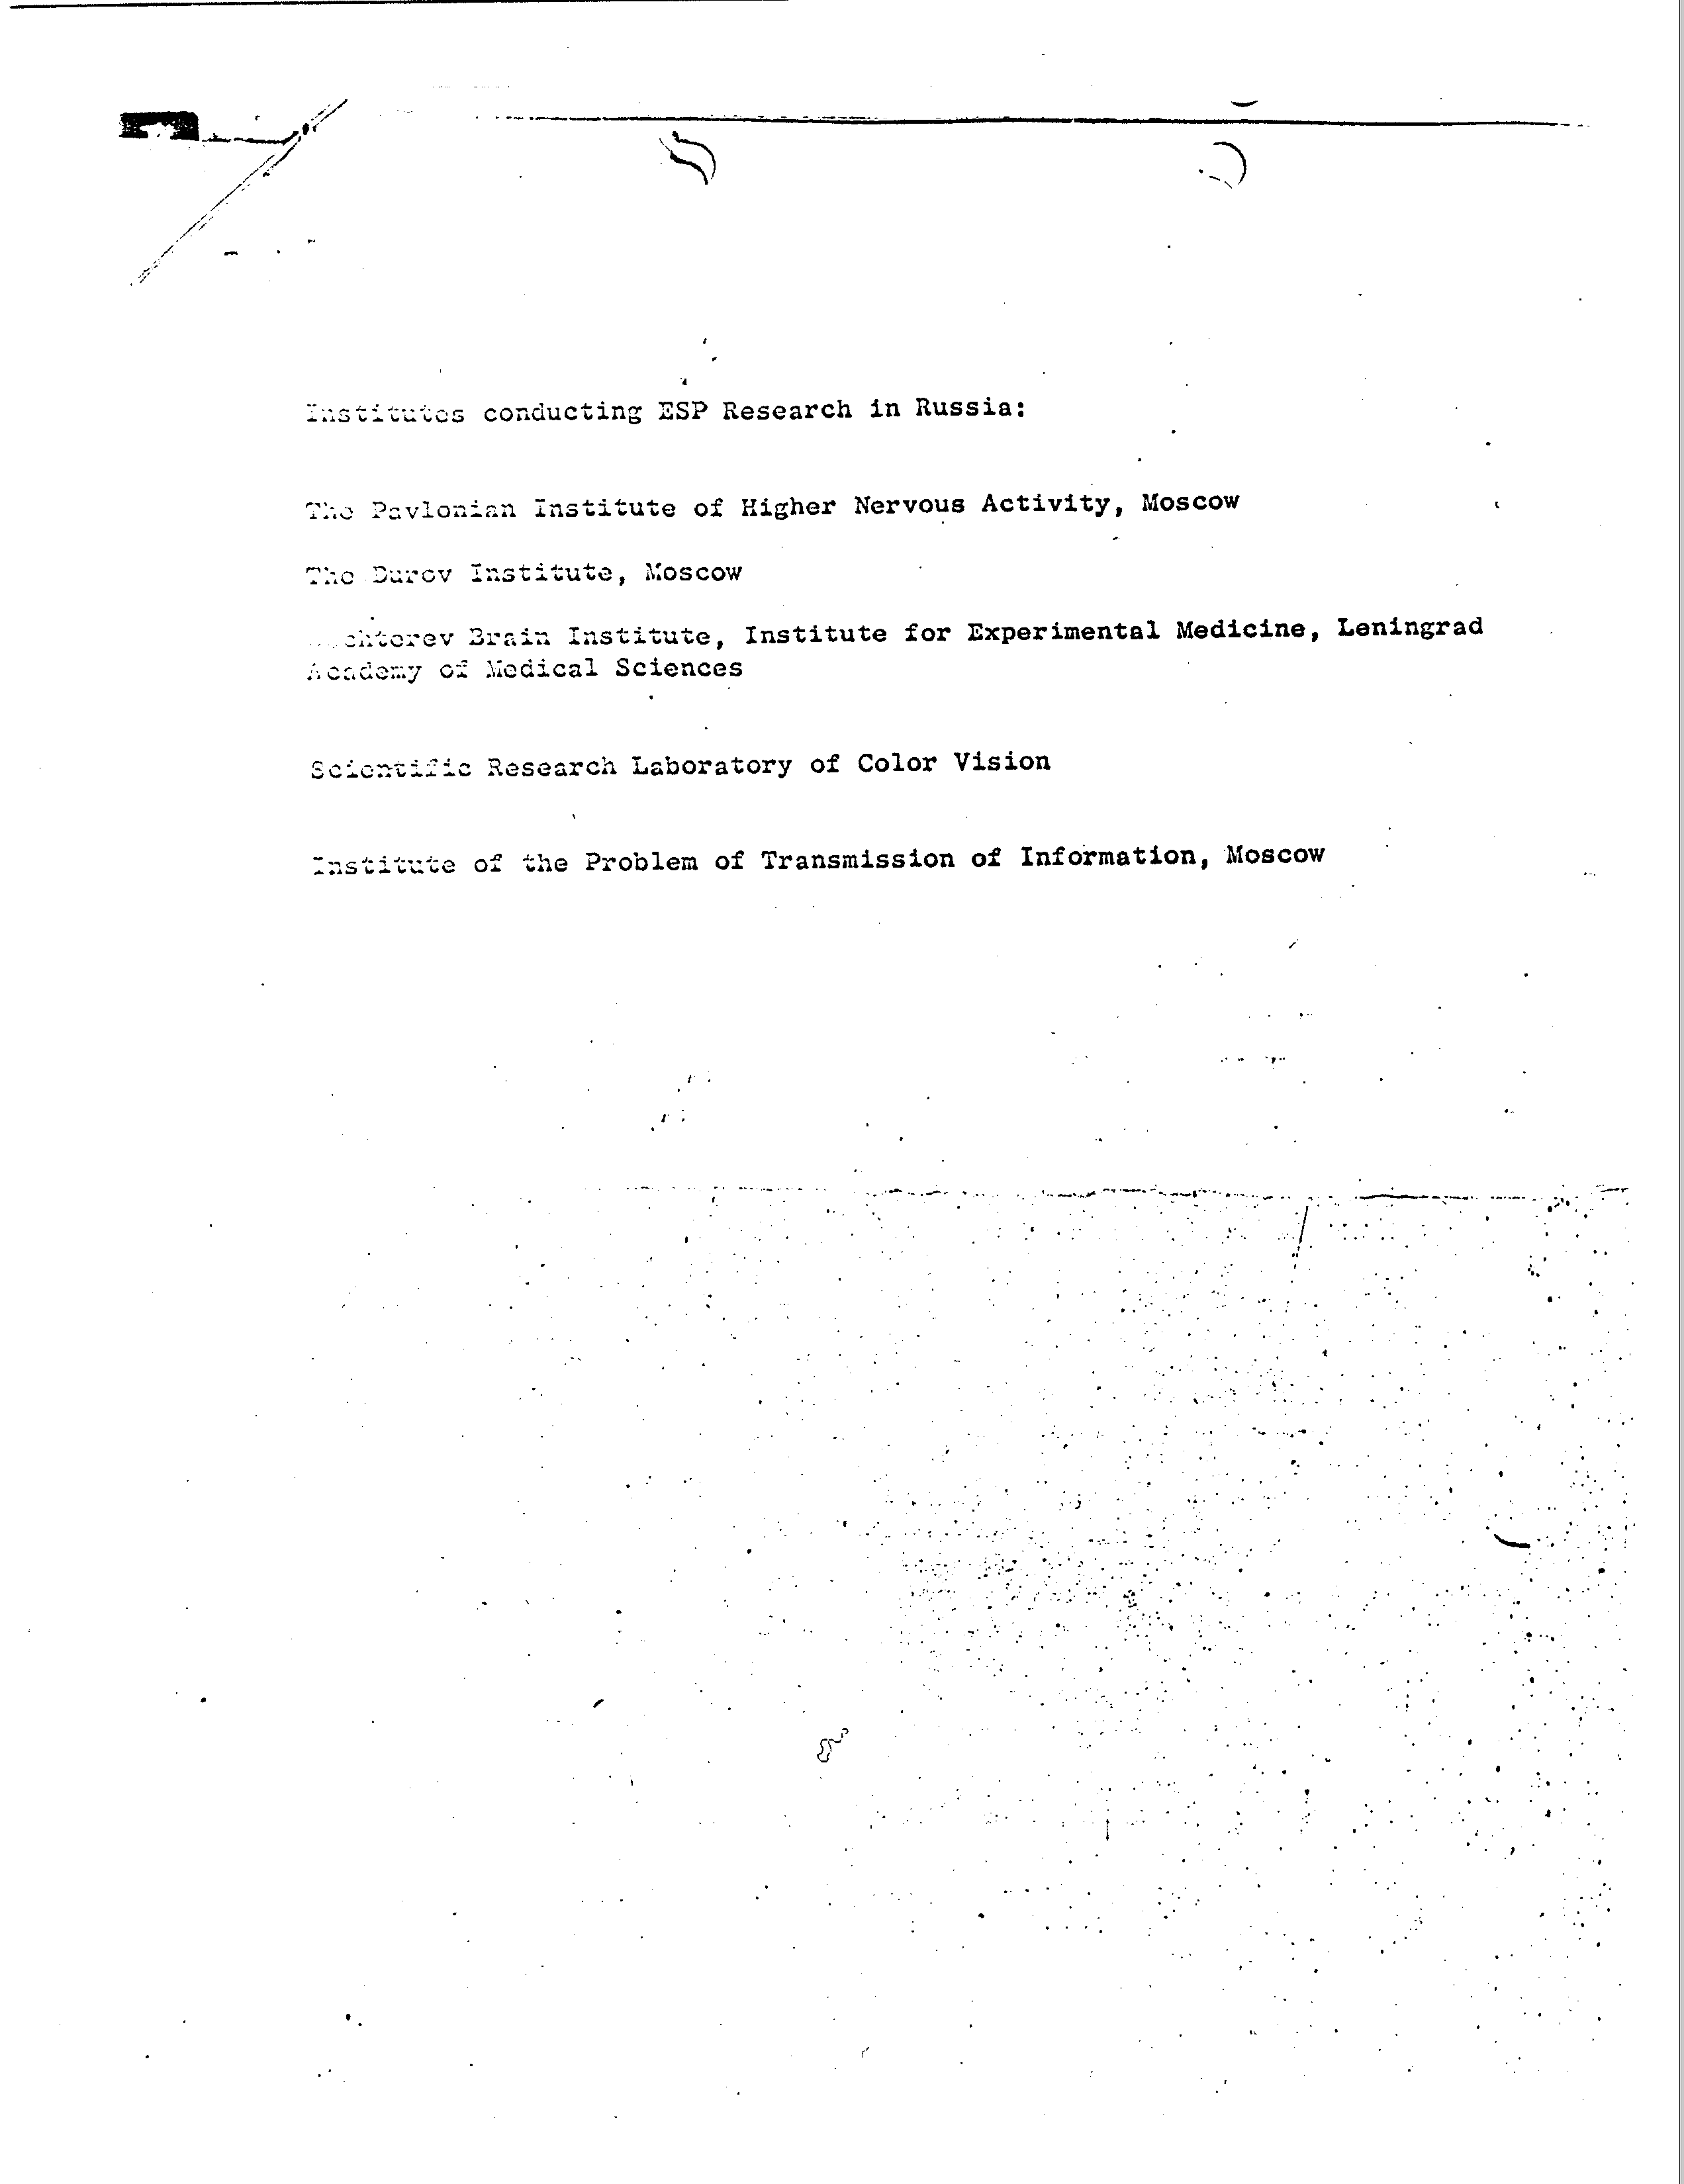 Institutes conducting ESP Research in Russia:
The Pavlonian Institute of Higher Nervous Activity, Moscow
The Durov Institute, Moscow
Brain Institute, Institute for Experimental Medicine, Leningrad
Academy of Medical Sciences
Scientific Research Laboratory of Color Vision
Institute of the Problem of Transmission of Information, Moscow